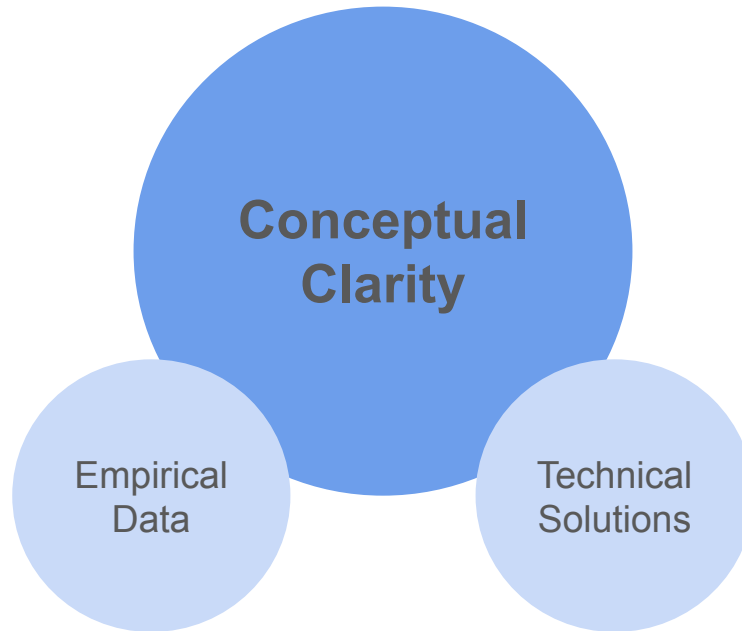 Conceptual
Clarity
Empirical
Data
Technical
Solutions